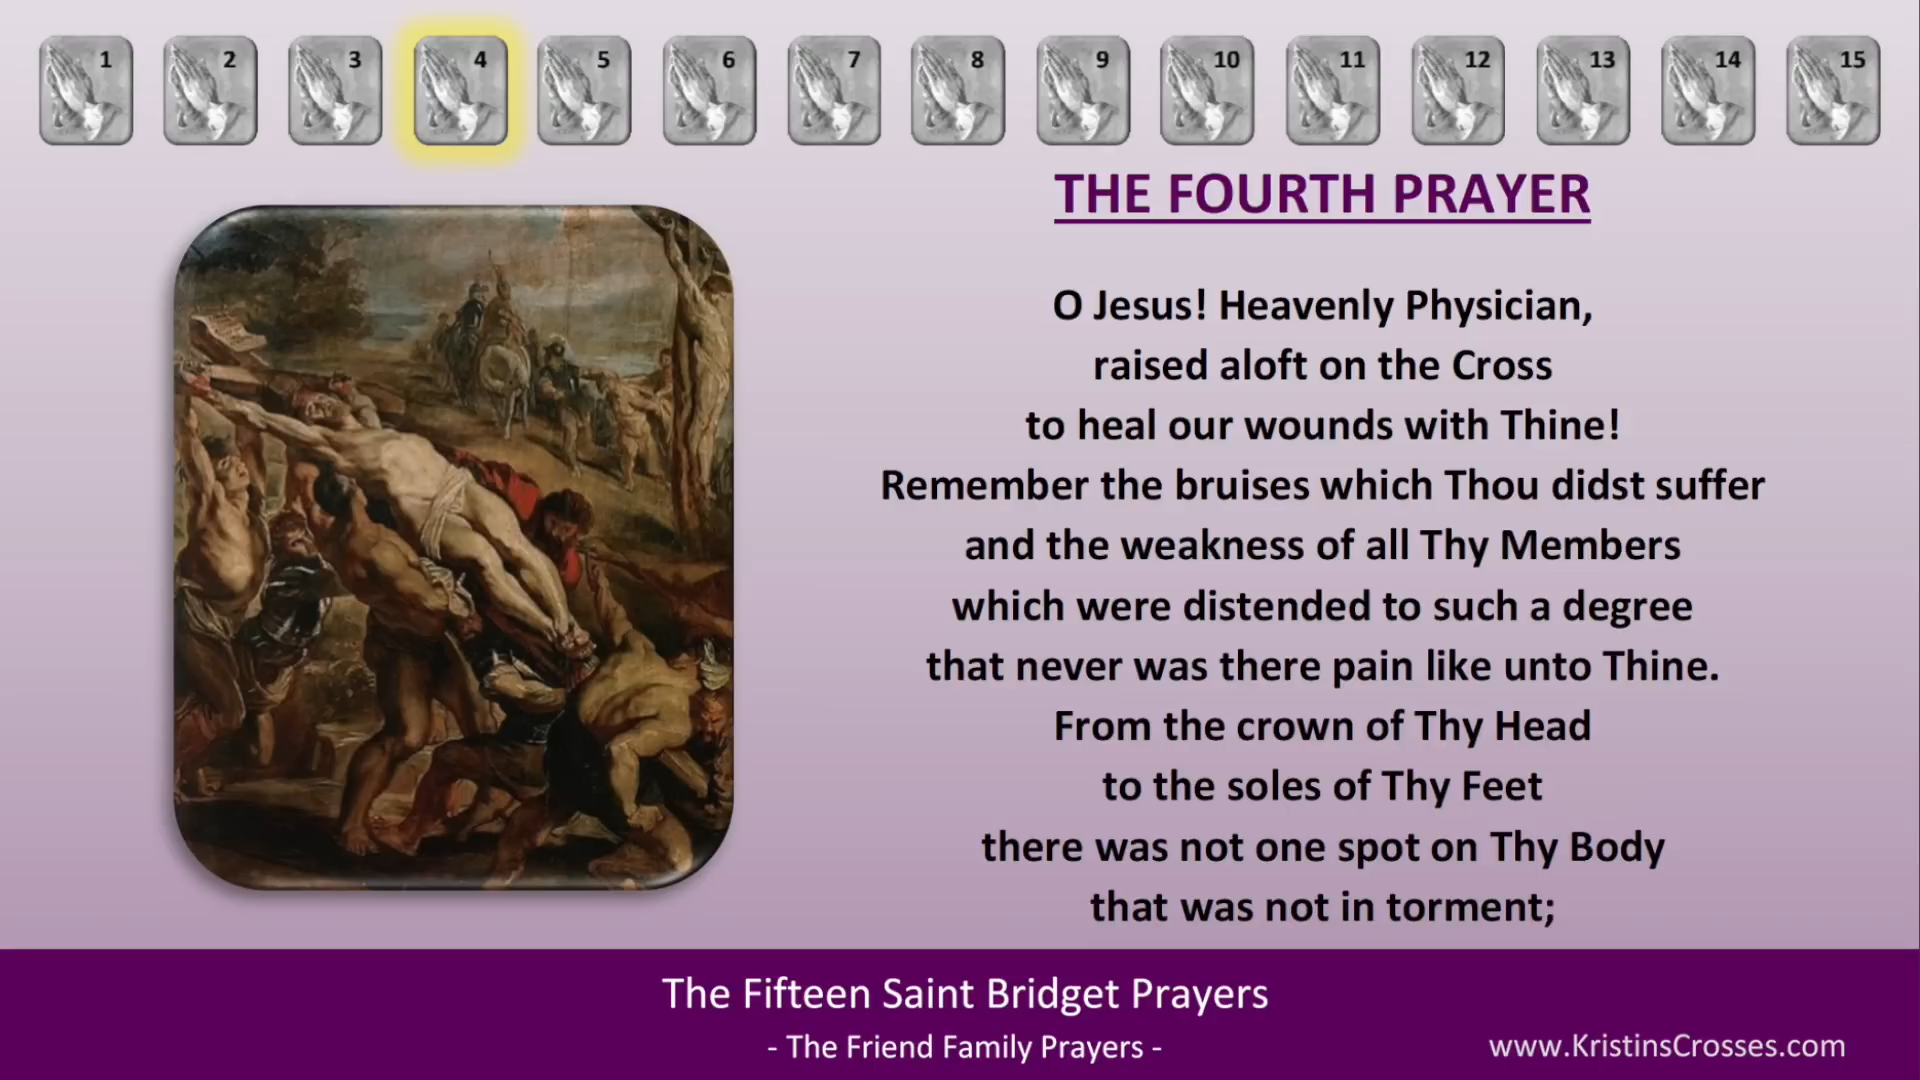 1 2 3 4 5 6 7 8 9 10 11 12 13 14 15
THE FOURTH PRAYER
O Jesus! Heavenly Physician,
raised aloft on the Cross
to heal our wounds with Thine!
Remember the bruises which Thou didst suffer
and the weakness of all Thy Members
which were distended to such a degree
that never was there pain like unto Thine.
From the crown of Thy Head
to the soles of Thy Feet
there was not one spot on Thy Body
that was not in torment;
The Fifteen Saint Bridget Prayers
- The Friend Family Prayers -
www.KristinsCrosses.com